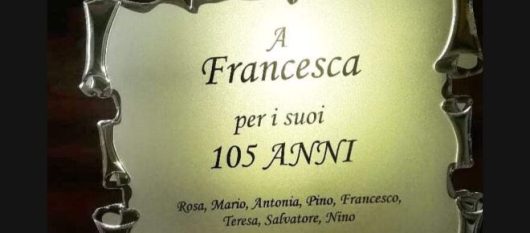 A
Francesca
per i suoi
105 ANNI
Rosa, Mario, Antonia, Pino, Francesco,
Teresa, Salvatore, Nino